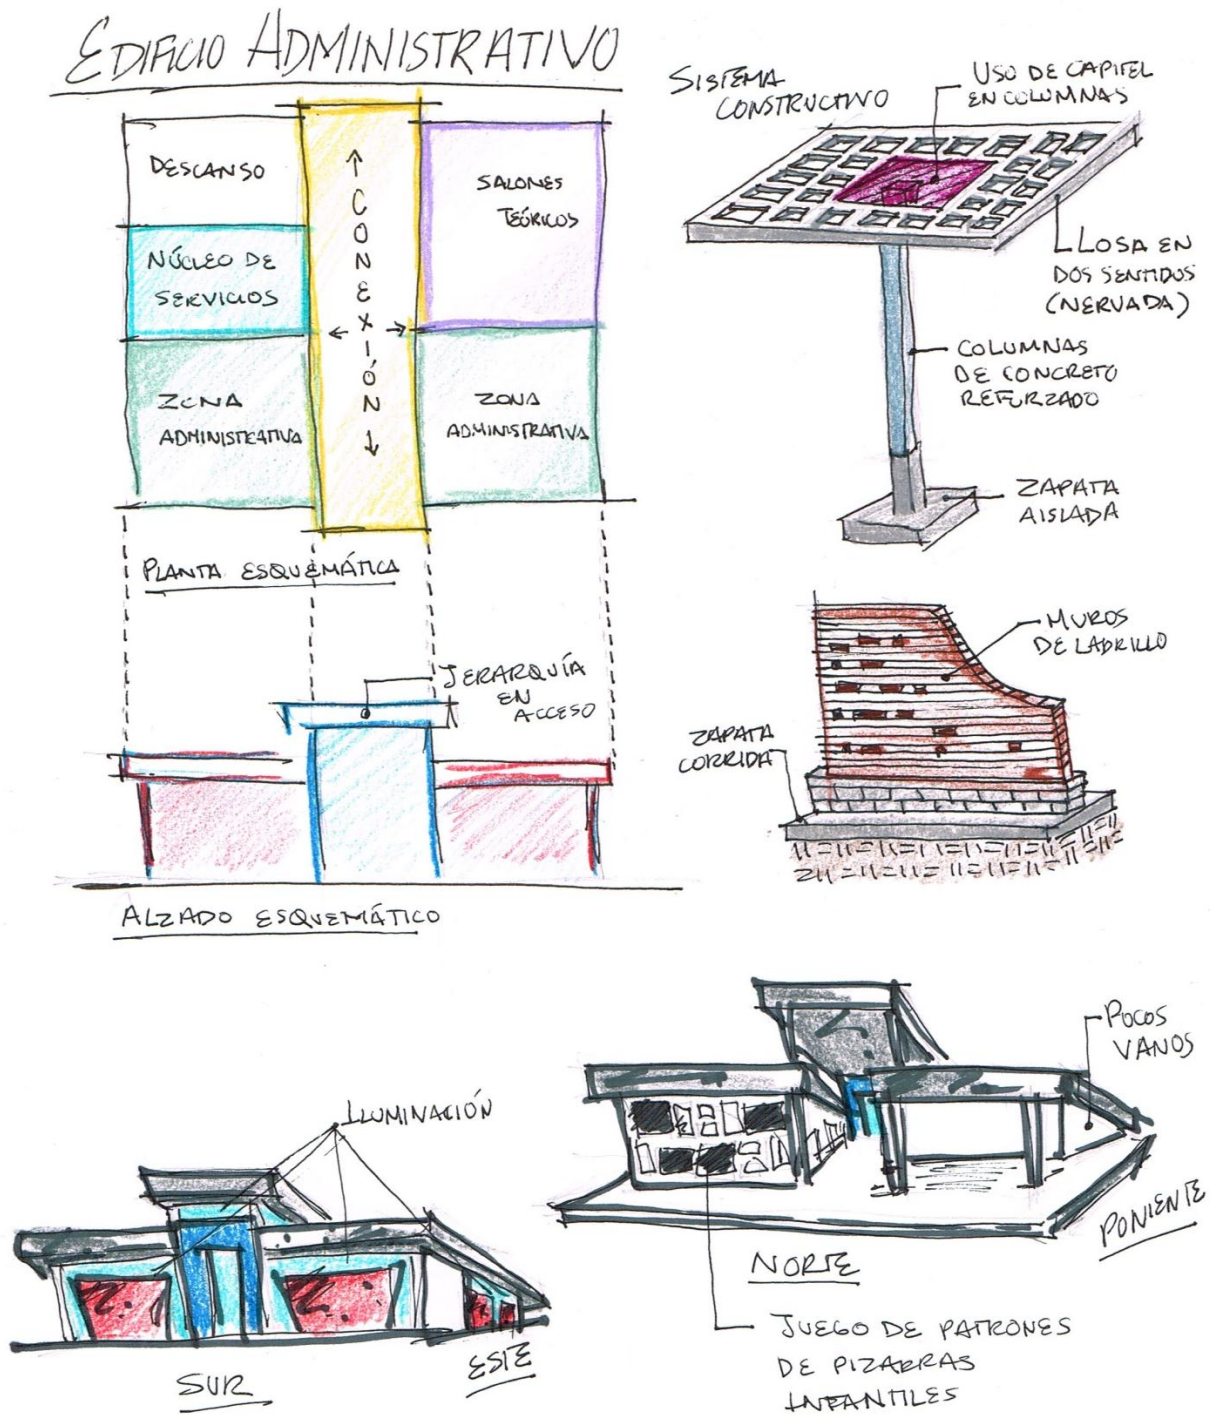 EDIFICIO ADMINISTRATIVO
DESCANSO
NÚCLEO DE
SERVICIOS
ZONA
ADMINISTRATIVA
CONEXIÓN
SALONES
TEÓRICOS
ZONA
ADMINISTRATIVA
PLANTA ESQUEMÁTICA
JERARQUÍA
EN
ACCESO
ALZADO ESQUEMÁTICO
SISTEMA
CONSTRUCTIVO
USO DE CAPITEL
EN COLUMNAS
LOSA EN
DOS SENTIDOS
(NERVADA)
COLUMNAS
DE CONCRETO
REFURZADO
ZAPATA
AISLADA
MUROS
DE LADRILLO
ZAPATA
CORRIDA
ILUMINACIÓN
SUR
ESTE
POCOS
VANOS
PONIENTE
NORTE
JUEGO DE PATRONES
DE PIZARRAS
INFANTILES